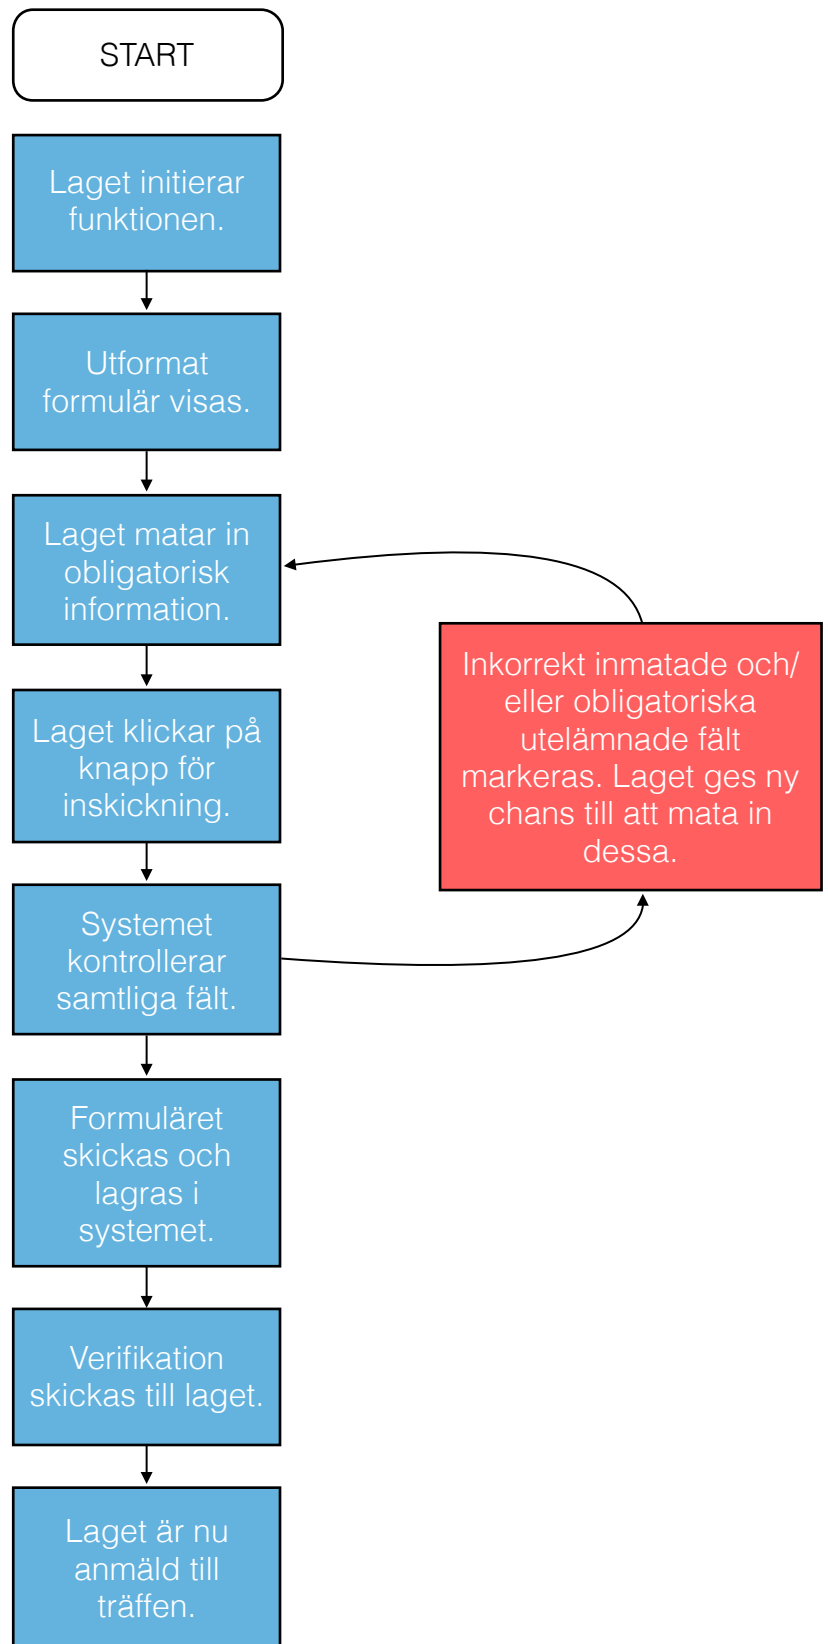 START
Laget initierar
funktionen.
Utformat
formulär visas.
Laget matar in
obligatorisk
information.
Laget klickar på
knapp för
inskickning.
Systemet
kontrollerar
samtliga fält.
Inkorrekt inmatade och/
eller obligatoriska
utelämnade fält
markeras. Laget ges ny
chans till att mata in
dessa.
Formuläret
skickas och
lagras i
systemet.
Verifikation
skickas till laget.
Laget är nu
anmäld till
träffen.